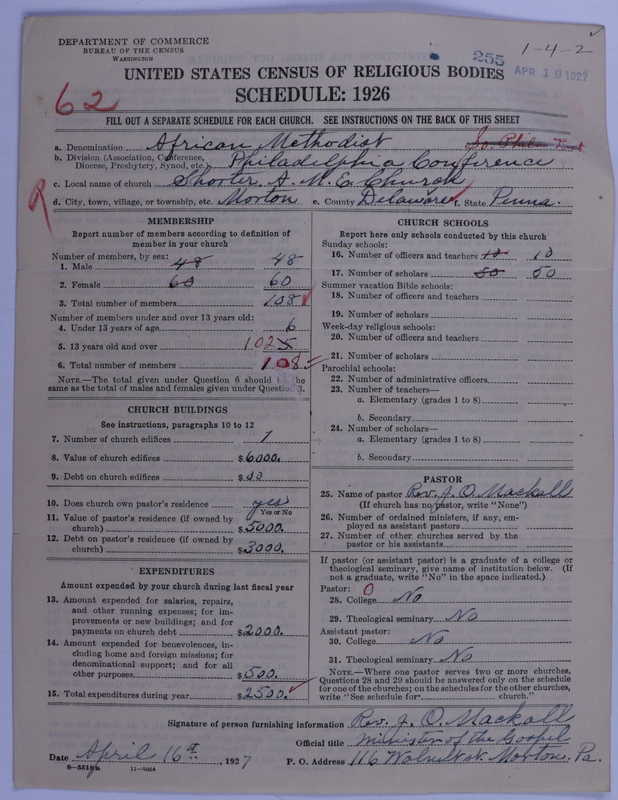 DEPARTMENT OF COMMERCE
BUREAU OF THE CENSUS
WASHINGTON
255
APR 10 1927
1-4-2
UNITED STATES CENSUS OF RELIGIOUS BODIES
SCHEDULE: 1926
62
FILL OUT A SEPARATE SCHEDULE FOR EACH CHURCH. SEE INSTRUCTIONS ON THE BACK OF THIS SHEET
a. Denomination African Methodist
b. Division (Association, Conference, Diocese, Presbytery, Synod, etc.) Philadelphia Conference
c. Local name of church Shorter A. M. E. Church
d. City, town, village, or township, etc. Morton e. County Delaware f. State Penna.
MEMBERSHIP
Report number of members according to definition of
member in your church
Number of members, by sex:
1. Male 48 48
2. Female 60 60
3. Total number of members 108
Number of members under and over 13 years old:
4. Under 13 years of age 6
5. 13 years old and over 102
6. Total number of members 108
NOTE.—The total given under Question 6 should be the
same as the total of males and females given under Question 3.
CHURCH BUILDINGS
See instructions, paragraphs 10 to 12
7. Number of church edifices 1
8. Value of church edifices $6000.
9. Debt on church edifices $00
10. Does church own pastor's residence yes
Yes or No
11. Value of pastor's residence (if owned by
church) $5000.
12. Debt on pastor's residence (if owned by
church) $3000.
EXPENDITURES
Amount expended by your church during last fiscal year
13. Amount expended for salaries, repairs,
and other running expenses; for im-
provements or new buildings; and for
payments on church debt $2000.
14. Amount expended for benevolences, in-
cluding home and foreign missions; for
denominational support; and for all
other purposes $500.
15. Total expenditures during year $2500.
CHURCH SCHOOLS
Report here only schools conducted by this church
Sunday schools:
16. Number of officers and teachers 10 10
17. Number of scholars 50 50
Summer vacation Bible schools:
18. Number of officers and teachers
19. Number of scholars
Week-day religious schools:
20. Number of officers and teachers
21. Number of scholars
Parochial schools:
22. Number of administrative officers
23. Number of teachers—
a. Elementary (grades 1 to 8)
b. Secondary
24. Number of scholars—
a. Elementary (grades 1 to 8)
b. Secondary
PASTOR
25. Name of pastor Rev. J. O. Mackall
(If church has no pastor, write "None")
26. Number of ordained ministers, if any, em-
ployed as assistant pastors
27. Number of other churches served by the
pastor or his assistants
If pastor (or assistant pastor) is a graduate of a college or
theological seminary, give name of institution below. (If
not a graduate, write "No" in the space indicated.)
Pastor: 0
28. College No
29. Theological seminary No
Assistant pastor:
30. College No
31. Theological seminary No
NOTE.—Where one pastor serves two or more churches,
Questions 28 and 29 should be answered only on the schedule
for one of the churches; on the schedules for the other churches,
write "See schedule for church."
Signature of person furnishing information Rev. J. O. Mackall
Official title Minister of the Gospel
Date April 16th, 1927 P. O. Address 116 Walnut st. Morton, Pa.
8-5518a 11-9054